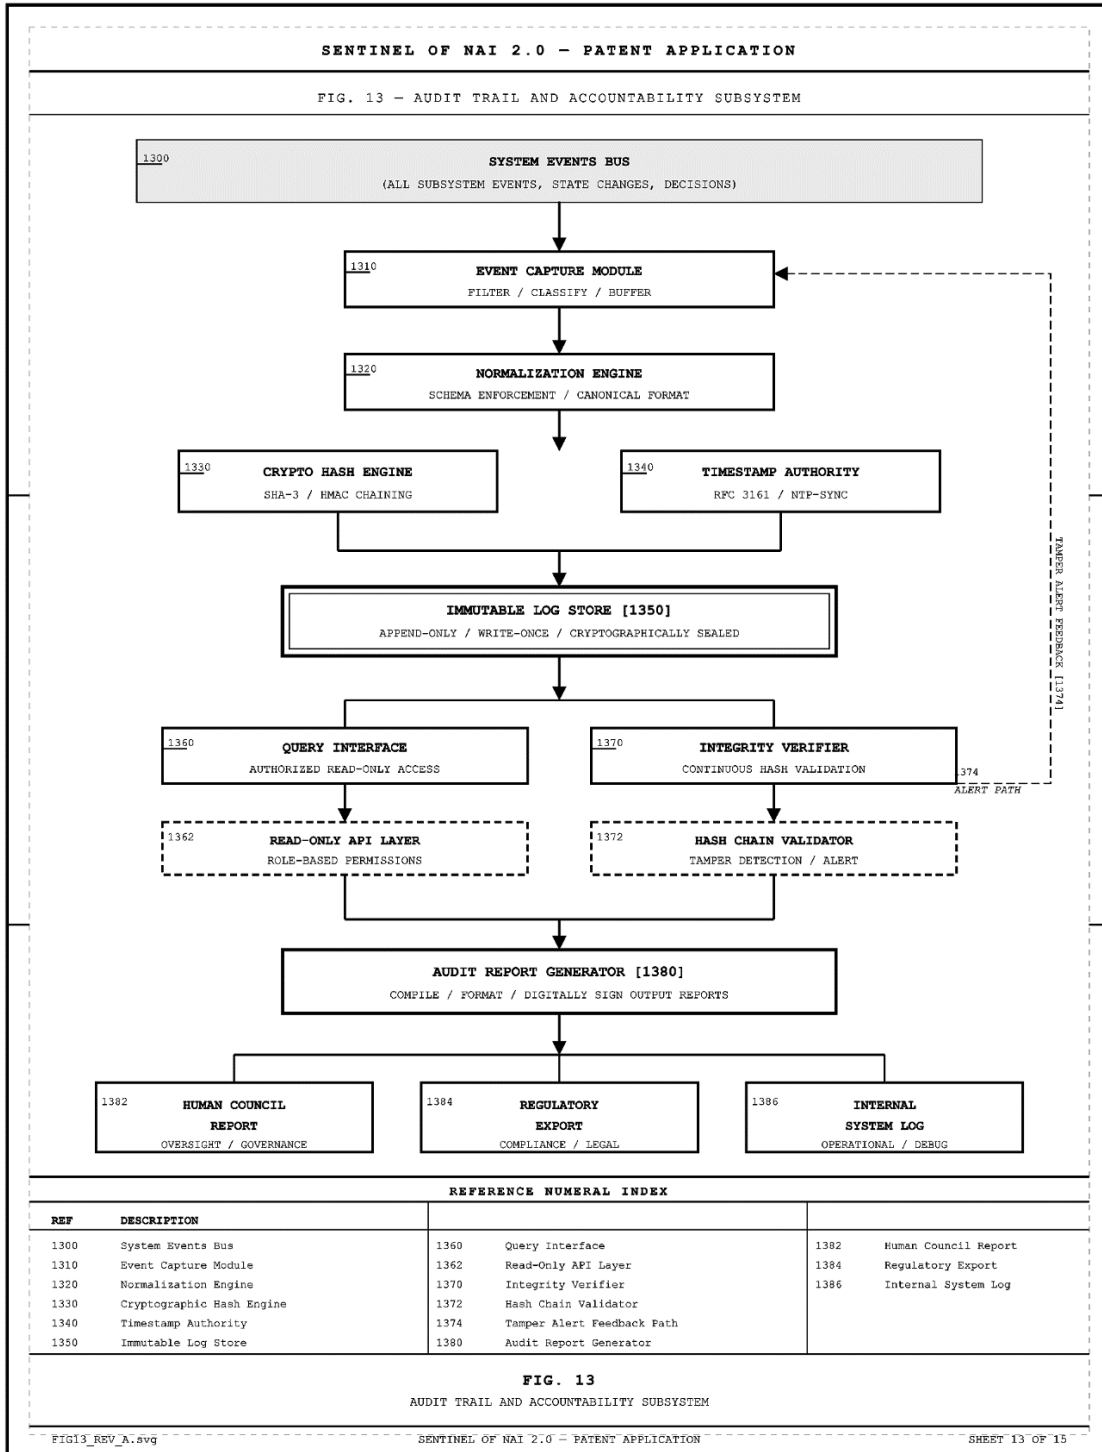 SENTINEL OF NAI 2.0 — PATENT APPLICATION
FIG. 13 — AUDIT TRAIL AND ACCOUNTABILITY SUBSYSTEM
1300
SYSTEM EVENTS BUS
(ALL SUBSYSTEM EVENTS, STATE CHANGES, DECISIONS)
1310
EVENT CAPTURE MODULE
FILTER / CLASSIFY / BUFFER
1320
NORMALIZATION ENGINE
SCHEMA ENFORCEMENT / CANONICAL FORMAT
1330
CRYPTO HASH ENGINE
SHA-3 / HMAC CHAINING
1340
TIMESTAMP AUTHORITY
RFC 3161 / NTP-SYNC
TAMPER ALERT FEEDBACK [1374]
IMMUTABLE LOG STORE [1350]
APPEND-ONLY / WRITE-ONCE / CRYPTOGRAPHICALLY SEALED
1360
QUERY INTERFACE
AUTHORIZED READ-ONLY ACCESS
1370
INTEGRITY VERIFIER
CONTINUOUS HASH VALIDATION
1374
ALERT PATH
1362
READ-ONLY API LAYER
ROLE-BASED PERMISSIONS
1372
HASH CHAIN VALIDATOR
TAMPER DETECTION / ALERT
AUDIT REPORT GENERATOR [1380]
COMPILE / FORMAT / DIGITALLY SIGN OUTPUT REPORTS
1382
HUMAN COUNCIL
REPORT
OVERSIGHT / GOVERNANCE
1384
REGULATORY
EXPORT
COMPLIANCE / LEGAL
1386
INTERNAL
SYSTEM LOG
OPERATIONAL / DEBUG
REFERENCE NUMERAL INDEX
REF DESCRIPTION
1300 System Events Bus 1360 Query Interface 1382 Human Council Report
1310 Event Capture Module 1362 Read-Only API Layer 1384 Regulatory Export
1320 Normalization Engine 1370 Integrity Verifier 1386 Internal System Log
1330 Cryptographic Hash Engine 1372 Hash Chain Validator
1340 Timestamp Authority 1374 Tamper Alert Feedback Path
1350 Immutable Log Store 1380 Audit Report Generator
FIG. 13
AUDIT TRAIL AND ACCOUNTABILITY SUBSYSTEM
FIG13_REV_A.svg SENTINEL OF NAI 2.0 — PATENT APPLICATION SHEET 13 OF 15